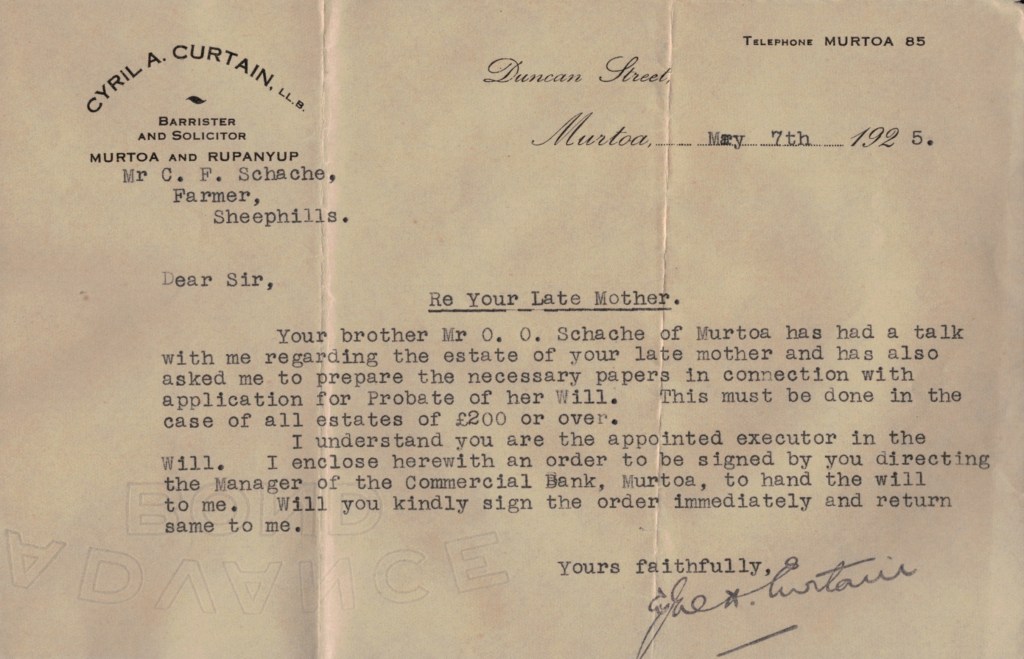 CYRIL A. CURTAIN, LL.B.
BARRISTER
AND SOLICITOR
MURTOA AND RUPANYUP
TELEPHONE MURTOA 85
Duncan Street,
Murtoa, May 7th 1925.
Mr C. F. Schache,
Farmer,
Sheephills.
Dear Sir,
Re Your Late Mother.
Your brother Mr O. O. Schache of Murtoa has had a talk
with me regarding the estate of your late mother and has also
asked me to prepare the necessary papers in connection with
application for Probate of her Will. This must be done in the
case of all estates of £200 or over.
I understand you are the appointed executor in the
Will. I enclose herewith an order to be signed by you directing
the Manager of the Commercial Bank, Murtoa, to hand the will
to me. Will you kindly sign the order immediately and return
same to me.
Yours faithfully,
Cyril A. Curtain
BOND
ADVANCE